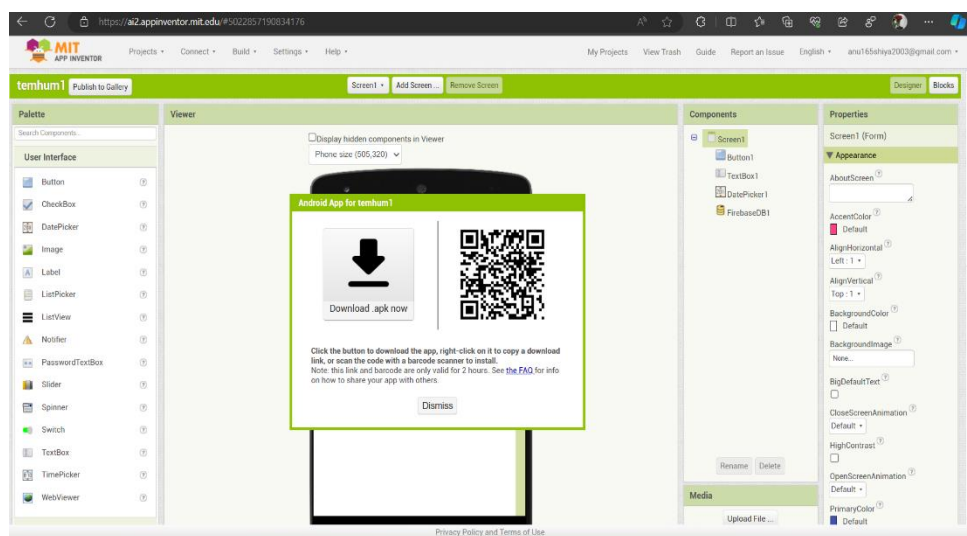 https://ai2.appinventor.mit.edu/#5022857190834176
MIT
APP INVENTOR
Projects
Connect
Build
Settings
Help
My Projects
View Trash
Guide
Report an Issue
English
anu165shiya2003@gmail.com
temhum1
Publish to Gallery
Screen1
Add Screen ...
Remove Screen
Designer
Blocks
Palette
Search Components...
User Interface
Button
CheckBox
DatePicker
Image
Label
ListPicker
ListView
Notifier
PasswordTextBox
Slider
Spinner
Switch
TextBox
TimePicker
WebViewer
Viewer
Display hidden components in Viewer
Phone size (505,320)
Android App for temhum1
Download .apk now
Click the button to download the app, right-click on it to copy a download
link, or scan the code with a barcode scanner to install.
Note: this link and barcode are only valid for 2 hours. See the FAQ for info
on how to share your app with others.
Dismiss
Components
Screen1
Button1
TextBox1
DatePicker1
FirebaseDB1
Rename
Delete
Media
Upload File ...
Properties
Screen1 (Form)
Appearance
AboutScreen
AccentColor
Default
AlignHorizontal
Left : 1
AlignVertical
Top : 1
BackgroundColor
Default
BackgroundImage
None...
BigDefaultText
CloseScreenAnimation
Default
HighContrast
OpenScreenAnimation
Default
PrimaryColor
Default
Privacy Policy and Terms of Use